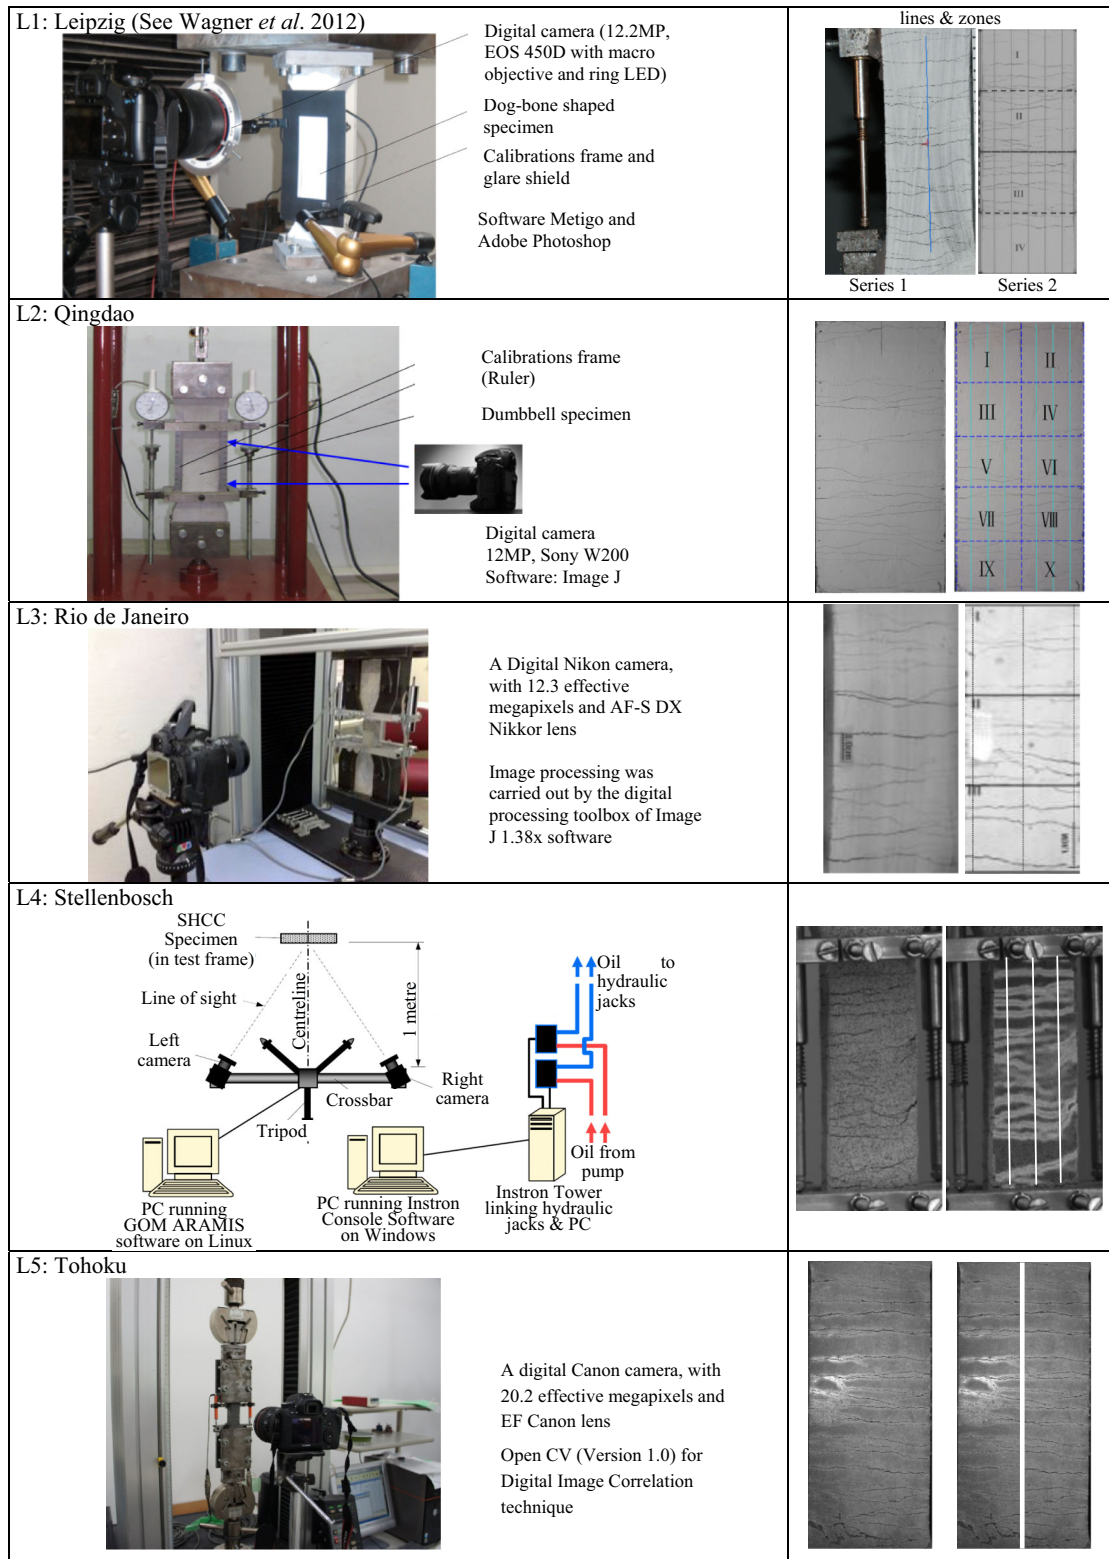 L1: Leipzig (See Wagner et al. 2012)
Digital camera (12.2MP,
EOS 450D with macro
objective and ring LED)
Dog-bone shaped
specimen
Calibrations frame and
glare shield
Software Metigo and
Adobe Photoshop
lines & zones
I
II
III
IV
Series 1
Series 2
L2: Qingdao
Calibrations frame
(Ruler)
Dumbbell specimen
Digital camera
12MP, Sony W200
Software: Image J
I II
III IV
V VI
VII VIII
IX X
L3: Rio de Janeiro
A Digital Nikon camera,
with 12.3 effective
megapixels and AF-S DX
Nikkor lens
Image processing was
carried out by the digital
processing toolbox of Image
J 1.38x software
L4: Stellenbosch
SHCC
Specimen
(in test frame)
Line of sight
Centreline
1 metre
Left
camera
Right
camera
Crossbar
Tripod
Oil to
hydraulic
jacks
Oil from
pump
PC running
GOM ARAMIS
software on Linux
PC running Instron
Console Software
on Windows
Instron Tower
linking hydraulic
jacks & PC
L5: Tohoku
A digital Canon camera, with
20.2 effective megapixels and
EF Canon lens
Open CV (Version 1.0) for
Digital Image Correlation
technique